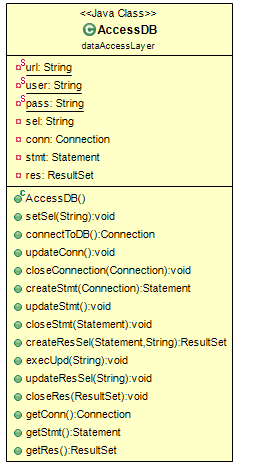 <<Java Class>>
AccessDB
dataAccessLayer
url: String
user: String
pass: String
sel: String
conn: Connection
stmt: Statement
res: ResultSet
AccessDB()
setSel(String):void
connectToDB():Connection
updateConn():void
closeConnection(Connection):void
createStmt(Connection):Statement
updateStmt():void
closeStmt(Statement):void
createResSel(Statement,String):ResultSet
execUpd(String):void
updateResSel(String):void
closeRes(ResultSet):void
getConn():Connection
getStmt():Statement
getRes():ResultSet